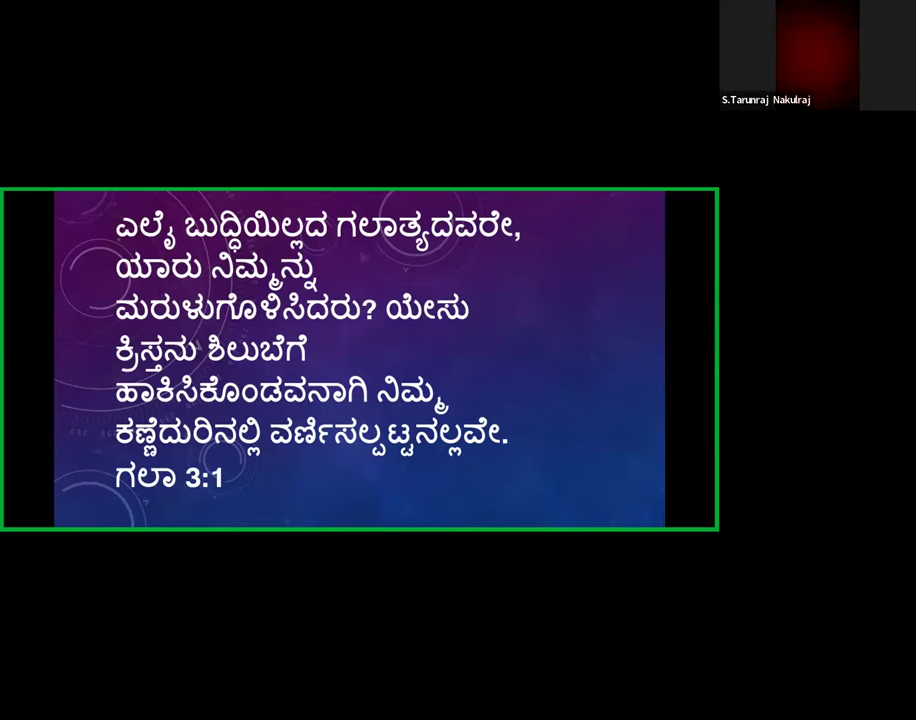 S.Tarunraj Nakulraj
ಎಲೈ ಬುದ್ಧಿಯಿಲ್ಲದ ಗಲಾತ್ಯದವರೇ,
ಯಾರು ನಿಮ್ಮನ್ನು
ಮರುಳುಗೊಳಿಸಿದರು? ಯೇಸು
ಕ್ರಿಸ್ತನು ಶಿಲುಬೆಗೆ
ಹಾಕಿಸಿಕೊಂಡವನಾಗಿ ನಿಮ್ಮ
ಕಣ್ಣೆದುರಿನಲ್ಲಿ ವರ್ಣಿಸಲ್ಪಟ್ಟನಲ್ಲವೇ.
ಗಲಾ 3:1